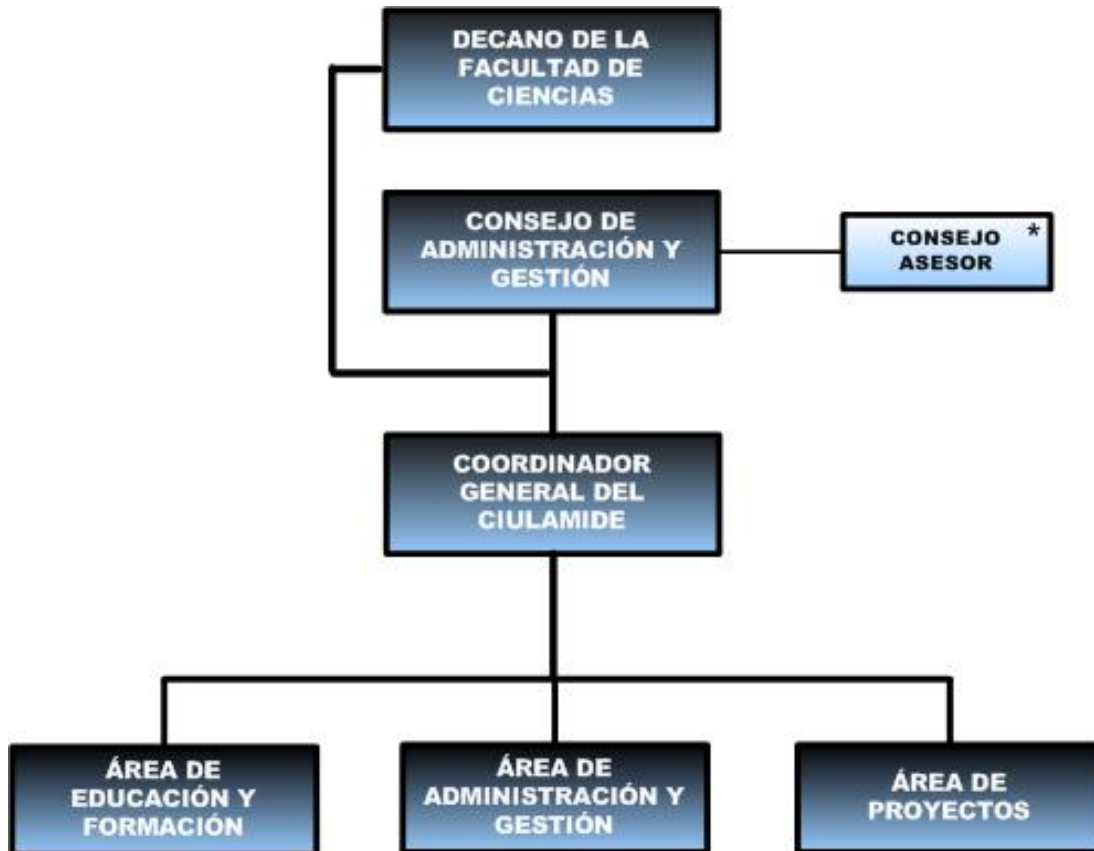 DECANO DE LA
FACULTAD DE
CIENCIAS
CONSEJO DE
ADMINISTRACIÓN Y
GESTIÓN
CONSEJO *
ASESOR
COORDINADOR
GENERAL DEL
CIULAMIDE
ÁREA DE
EDUCACIÓN Y
FORMACIÓN
ÁREA DE
ADMINISTRACIÓN Y
GESTIÓN
ÁREA DE
PROYECTOS